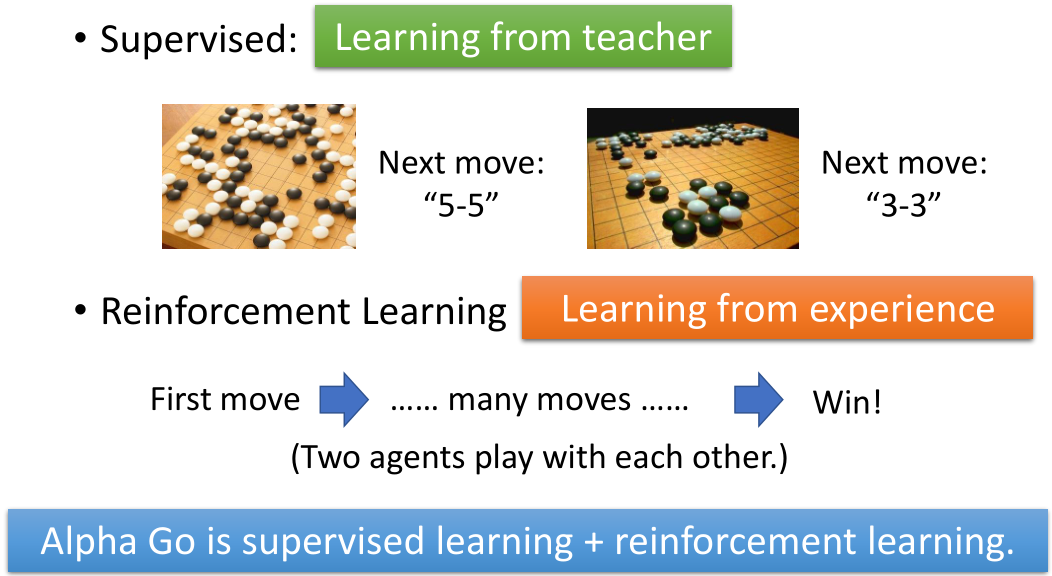 • Supervised: Learning from teacher
Next move:
“5-5”
Next move:
“3-3”
• Reinforcement Learning Learning from experience
First move …… many moves …… Win!
(Two agents play with each other.)
Alpha Go is supervised learning + reinforcement learning.